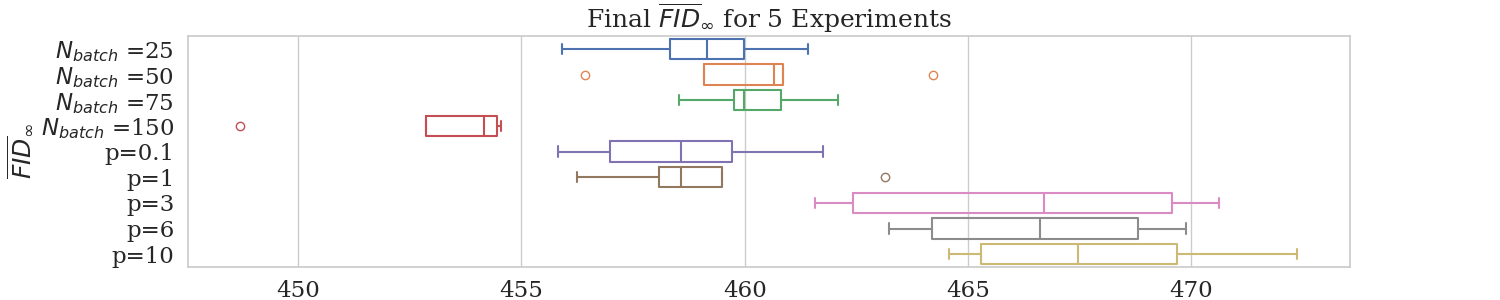 Final $\overline{FID}_\infty$ for 5 Experiments
$N_{batch}$ =25
$N_{batch}$ =50
$N_{batch}$ =75
$N_{batch}$ =150
p=0.1
p=1
p=3
p=6
p=10
$\overline{FID}_\infty$
450 455 460 465 470